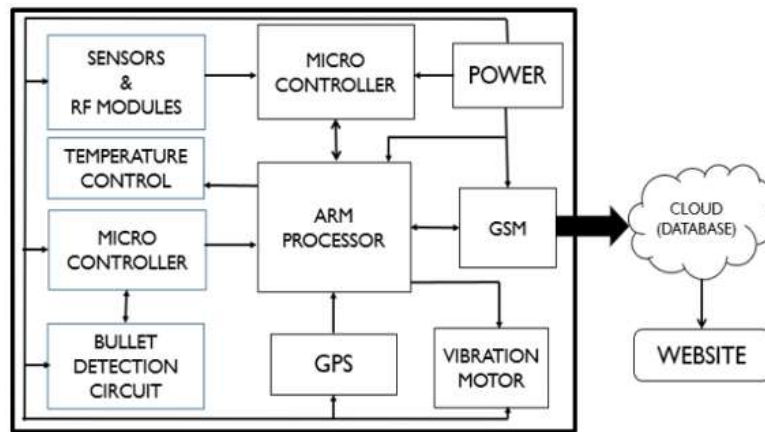 SENSORS
&
RF MODULES
MICRO
CONTROLLER
POWER
TEMPERATURE
CONTROL
ARM
PROCESSOR
GSM
CLOUD
(DATABASE)
MICRO
CONTROLLER
BULLET
DETECTION
CIRCUIT
GPS
VIBRATION
MOTOR
WEBSITE